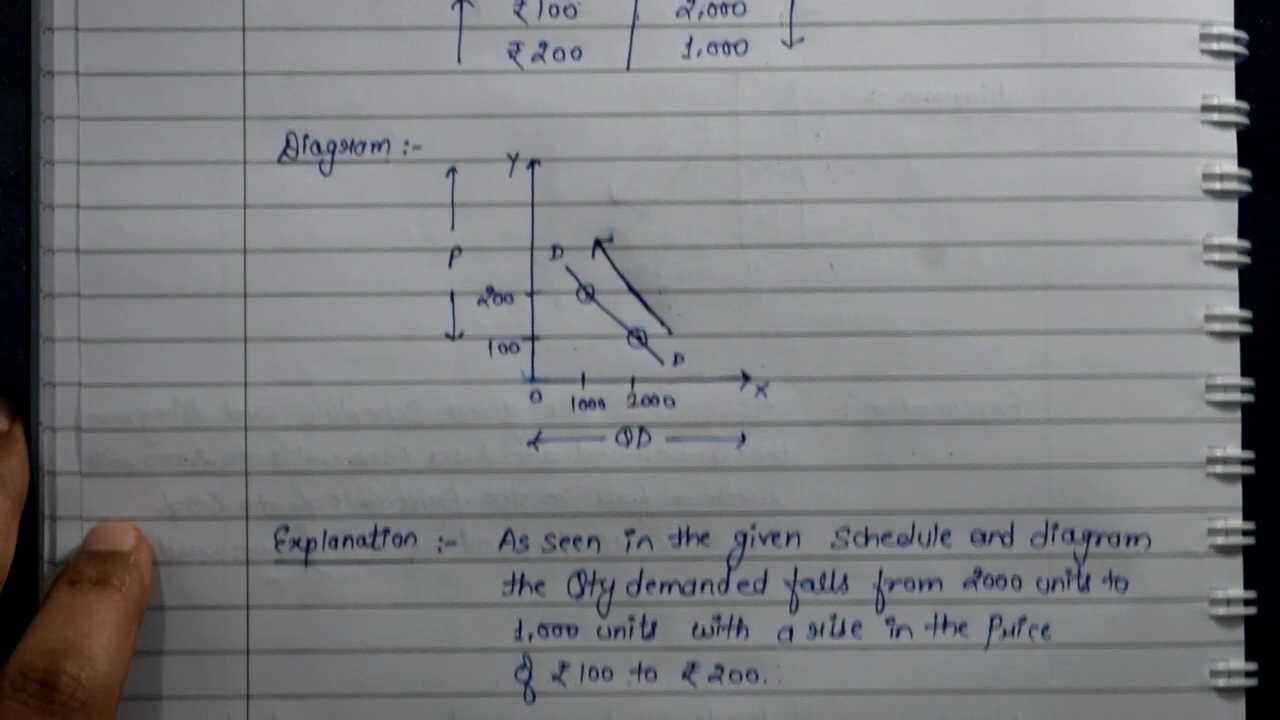 ₹100 2,000
₹200 1,000
Diagram :-
Y
P
D
200
100
D
0 1000 2000 X
QD
Explanation :- As seen in the given schedule and diagram
the Qty demanded falls from 2000 units to
1,000 units with a rise in the Price
of ₹100 to ₹200.